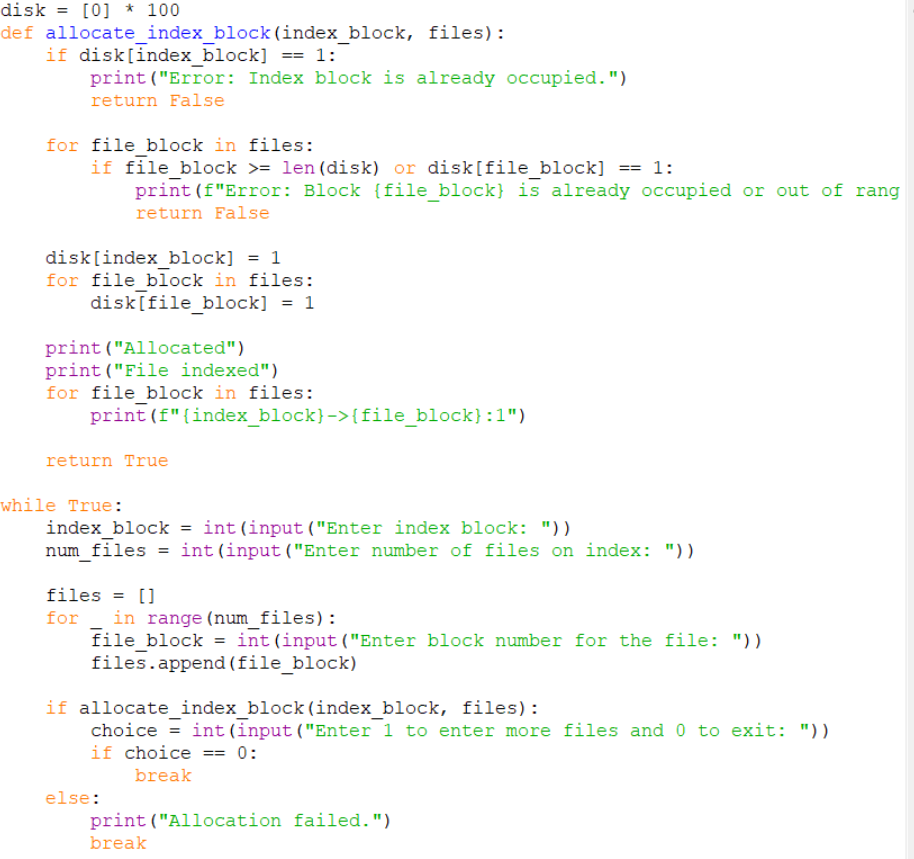 disk = [0] * 100
def allocate_index_block(index_block, files):
    if disk[index_block] == 1:
        print("Error: Index block is already occupied.")
        return False

    for file_block in files:
        if file_block >= len(disk) or disk[file_block] == 1:
            print(f"Error: Block {file_block} is already occupied or out of rang
            return False

    disk[index_block] = 1
    for file_block in files:
        disk[file_block] = 1

    print("Allocated")
    print("File indexed")
    for file_block in files:
        print(f"{index_block}->{file_block}:1")

    return True

while True:
    index_block = int(input("Enter index block: "))
    num_files = int(input("Enter number of files on index: "))

    files = []
    for _ in range(num_files):
        file_block = int(input("Enter block number for the file: "))
        files.append(file_block)

    if allocate_index_block(index_block, files):
        choice = int(input("Enter 1 to enter more files and 0 to exit: "))
        if choice == 0:
            break
    else:
        print("Allocation failed.")
        break